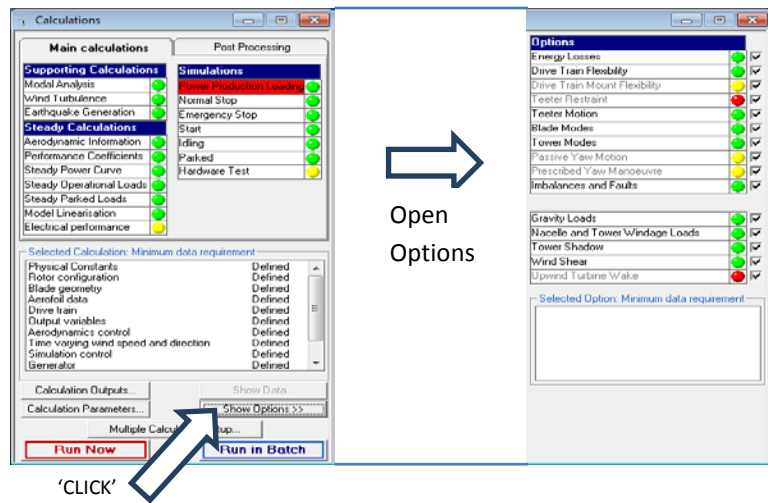 Calculations
Main calculations
Post Processing
Supporting Calculations
Modal Analysis
Wind Turbulence
Earthquake Generation
Steady Calculations
Aerodynamic Information
Performance Coefficients
Steady Power Curve
Steady Operational Loads
Steady Parked Loads
Model Linearisation
Electrical performance
Simulations
Power Production Loading
Normal Stop
Emergency Stop
Start
Idling
Parked
Hardware Test
Selected Calculation: Minimum data requirement
Physical Constants Defined
Rotor configuration Defined
Blade geometry Defined
Aerofoil data Defined
Drive train Defined
Output variables Defined
Aerodynamics control Defined
Time varying wind speed and direction Defined
Simulation control Defined
Generator Defined
Calculation Outputs...
Show Data...
Calculation Parameters...
Show Options >>
Multiple
Run Now
Run in Batch
'CLICK'
Open
Options
Options
Energy Losses
Drive Train Flexibility
Drive Train Mount Flexibility
Teeter Restraint
Teeter Motion
Blade Modes
Tower Modes
Passive Yaw Motion
Prescribed Yaw Manoeuvre
Imbalances and Faults
Gravity Loads
Nacelle and Tower Windage Loads
Tower Shadow
Wind Shear
Upwind Turbine Wake
Selected Option: Minimum data requirement